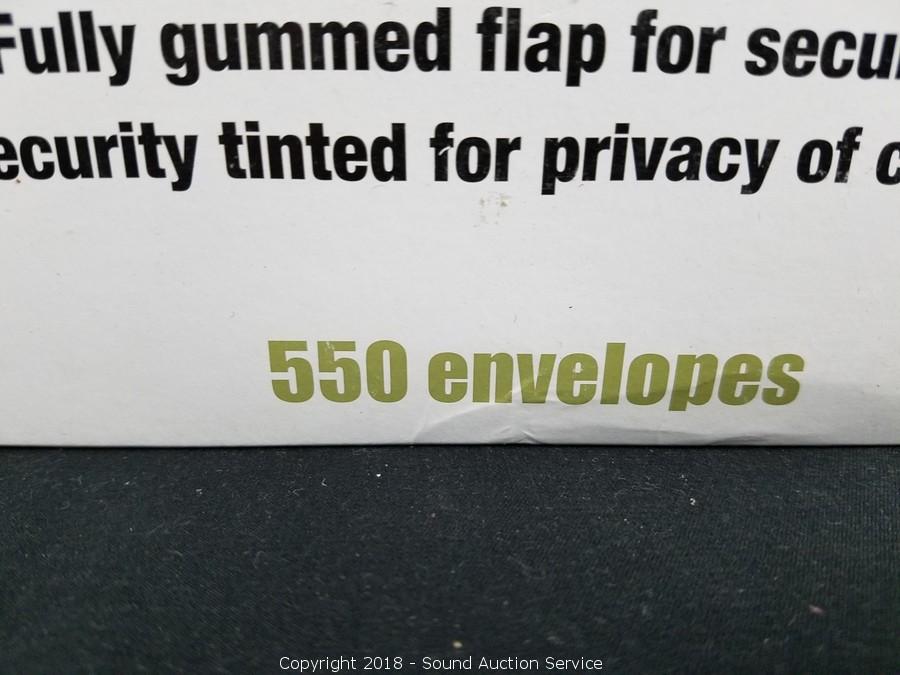 Fully gummed flap for secu
ecurity tinted for privacy of c
550 envelopes
Copyright 2018 - Sound Auction Service